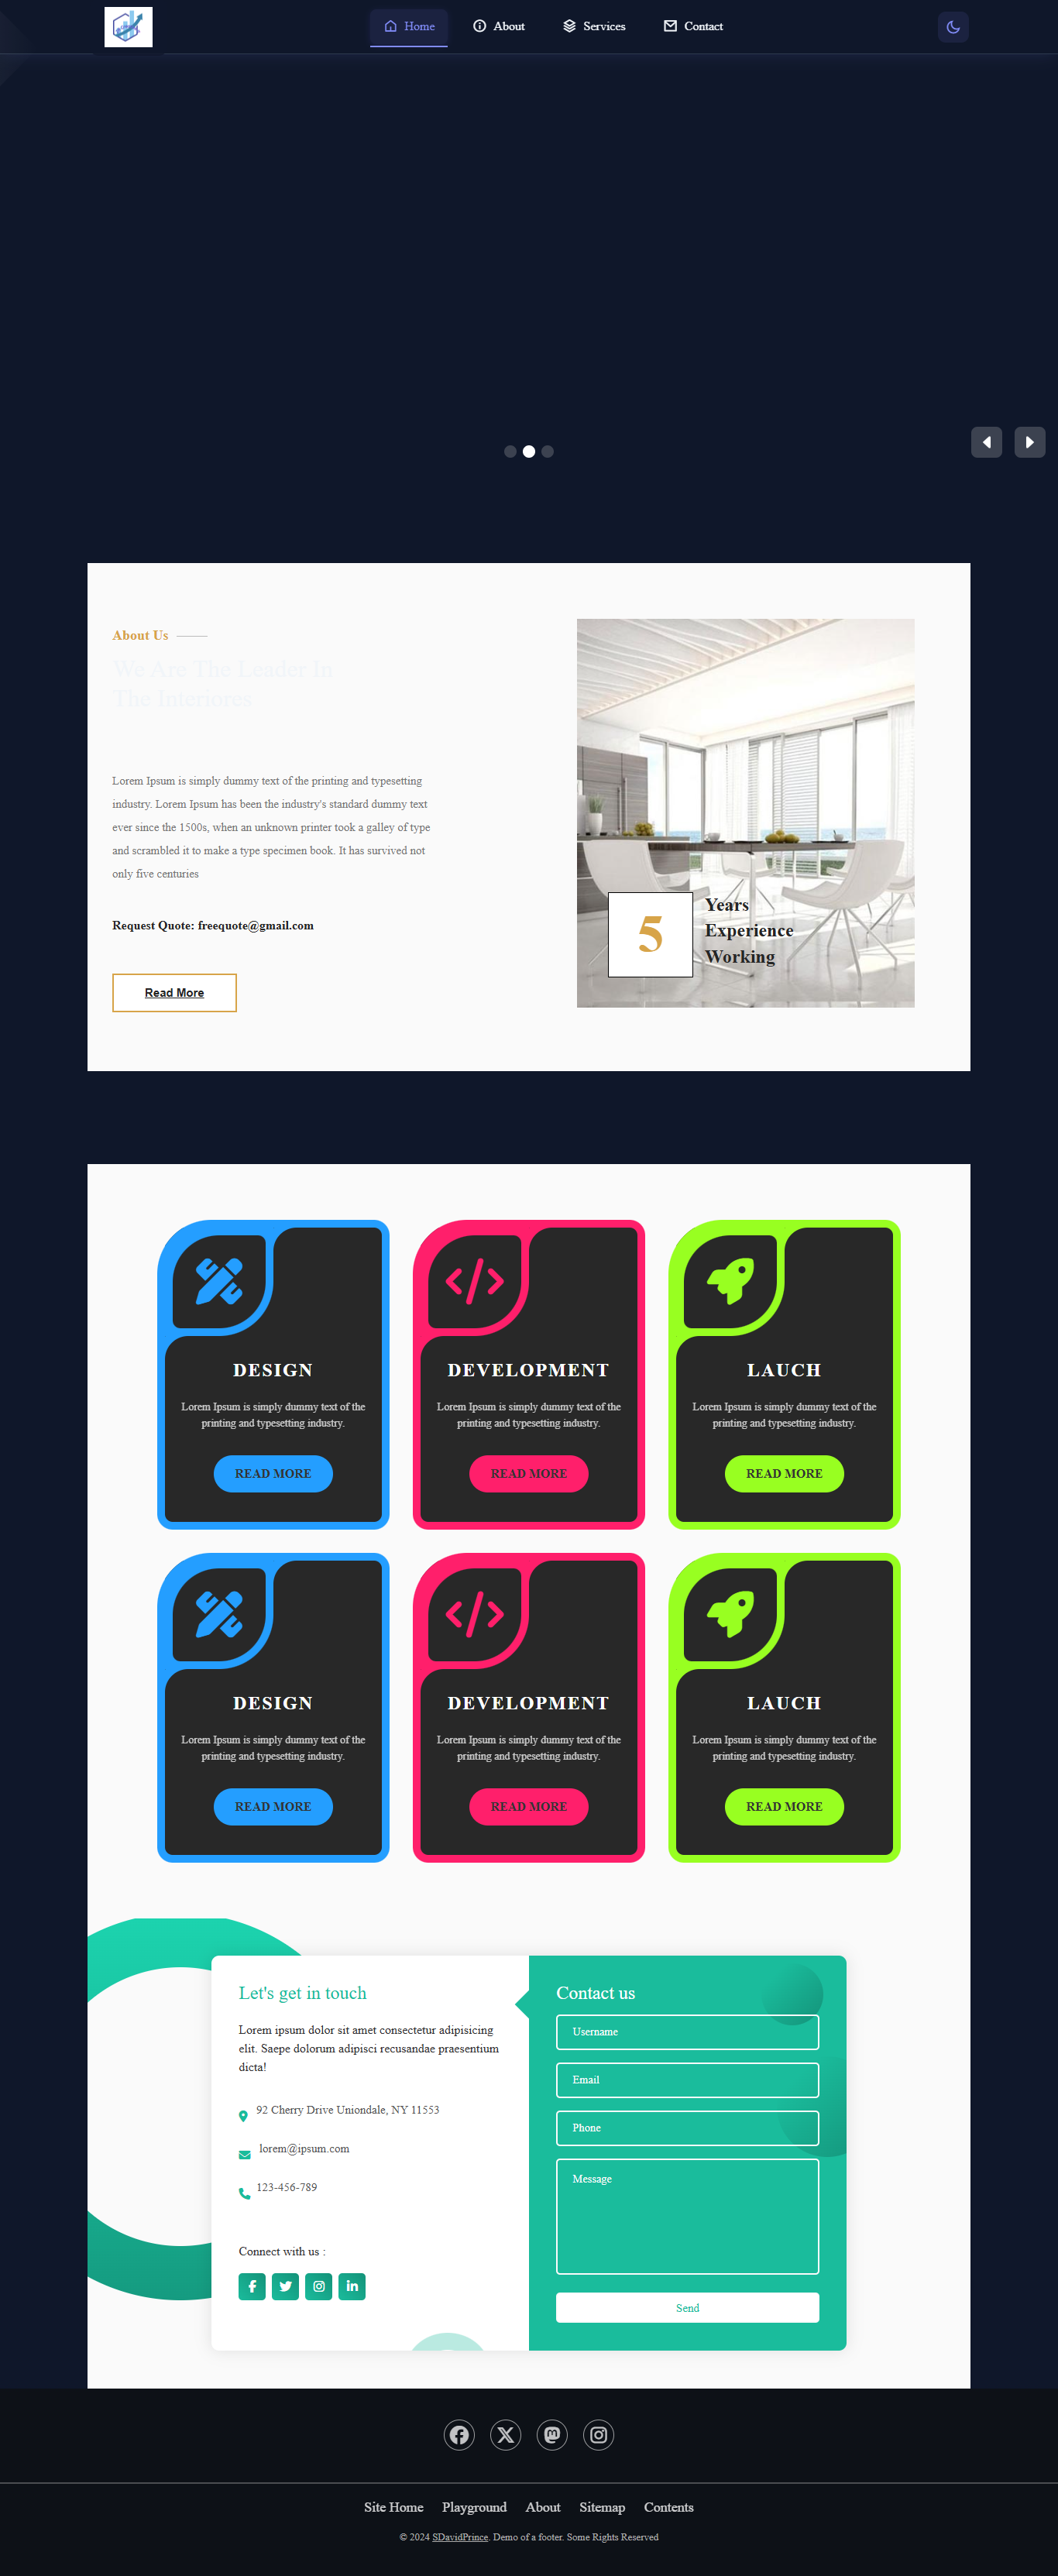 Home
About
Services
Contact
About Us
We Are The Leader In
The Interiores
Lorem Ipsum is simply dummy text of the printing and typesetting
industry. Lorem Ipsum has been the industry's standard dummy text
ever since the 1500s, when an unknown printer took a galley of type
and scrambled it to make a type specimen book. It has survived not
only five centuries
Request Quote: freequote@gmail.com
Read More
5
Years
Experience
Working
DESIGN
Lorem Ipsum is simply dummy text of the
printing and typesetting industry.
READ MORE
DEVELOPMENT
Lorem Ipsum is simply dummy text of the
printing and typesetting industry.
READ MORE
LAUCH
Lorem Ipsum is simply dummy text of the
printing and typesetting industry.
READ MORE
DESIGN
Lorem Ipsum is simply dummy text of the
printing and typesetting industry.
READ MORE
DEVELOPMENT
Lorem Ipsum is simply dummy text of the
printing and typesetting industry.
READ MORE
LAUCH
Lorem Ipsum is simply dummy text of the
printing and typesetting industry.
READ MORE
Let's get in touch
Lorem ipsum dolor sit amet consectetur adipisicing
elit. Saepe dolorum adipisci recusandae praesentium
dicta!
92 Cherry Drive Uniondale, NY 11553
lorem@ipsum.com
123-456-789
Connect with us :
Contact us
Username
Email
Phone
Message
Send
Site Home
Playground
About
Sitemap
Contents
© 2024 SDavidPrince. Demo of a footer. Some Rights Reserved